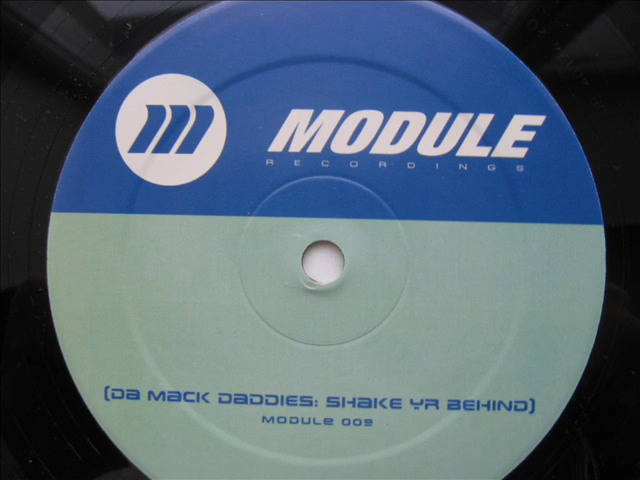 MODULE
RECORDINGS
(DA MACK DADDIES: SHAKE YR BEHIND)
MODULE 009